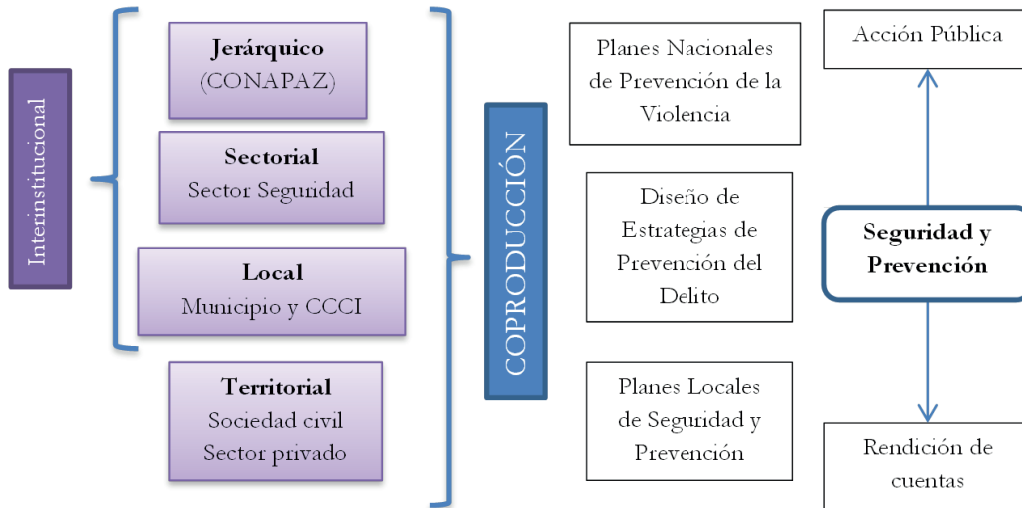 Interinstitucional
Jerárquico
(CONAPAZ)
Sectorial
Sector Seguridad
Local
Municipio y CCCI
Territorial
Sociedad civil
Sector privado
COPRODUCCIÓN
Planes Nacionales
de Prevención de la
Violencia
Diseño de
Estrategias de
Prevención del
Delito
Planes Locales
de Seguridad y
Prevención
Acción Pública
Seguridad y
Prevención
Rendición de
cuentas